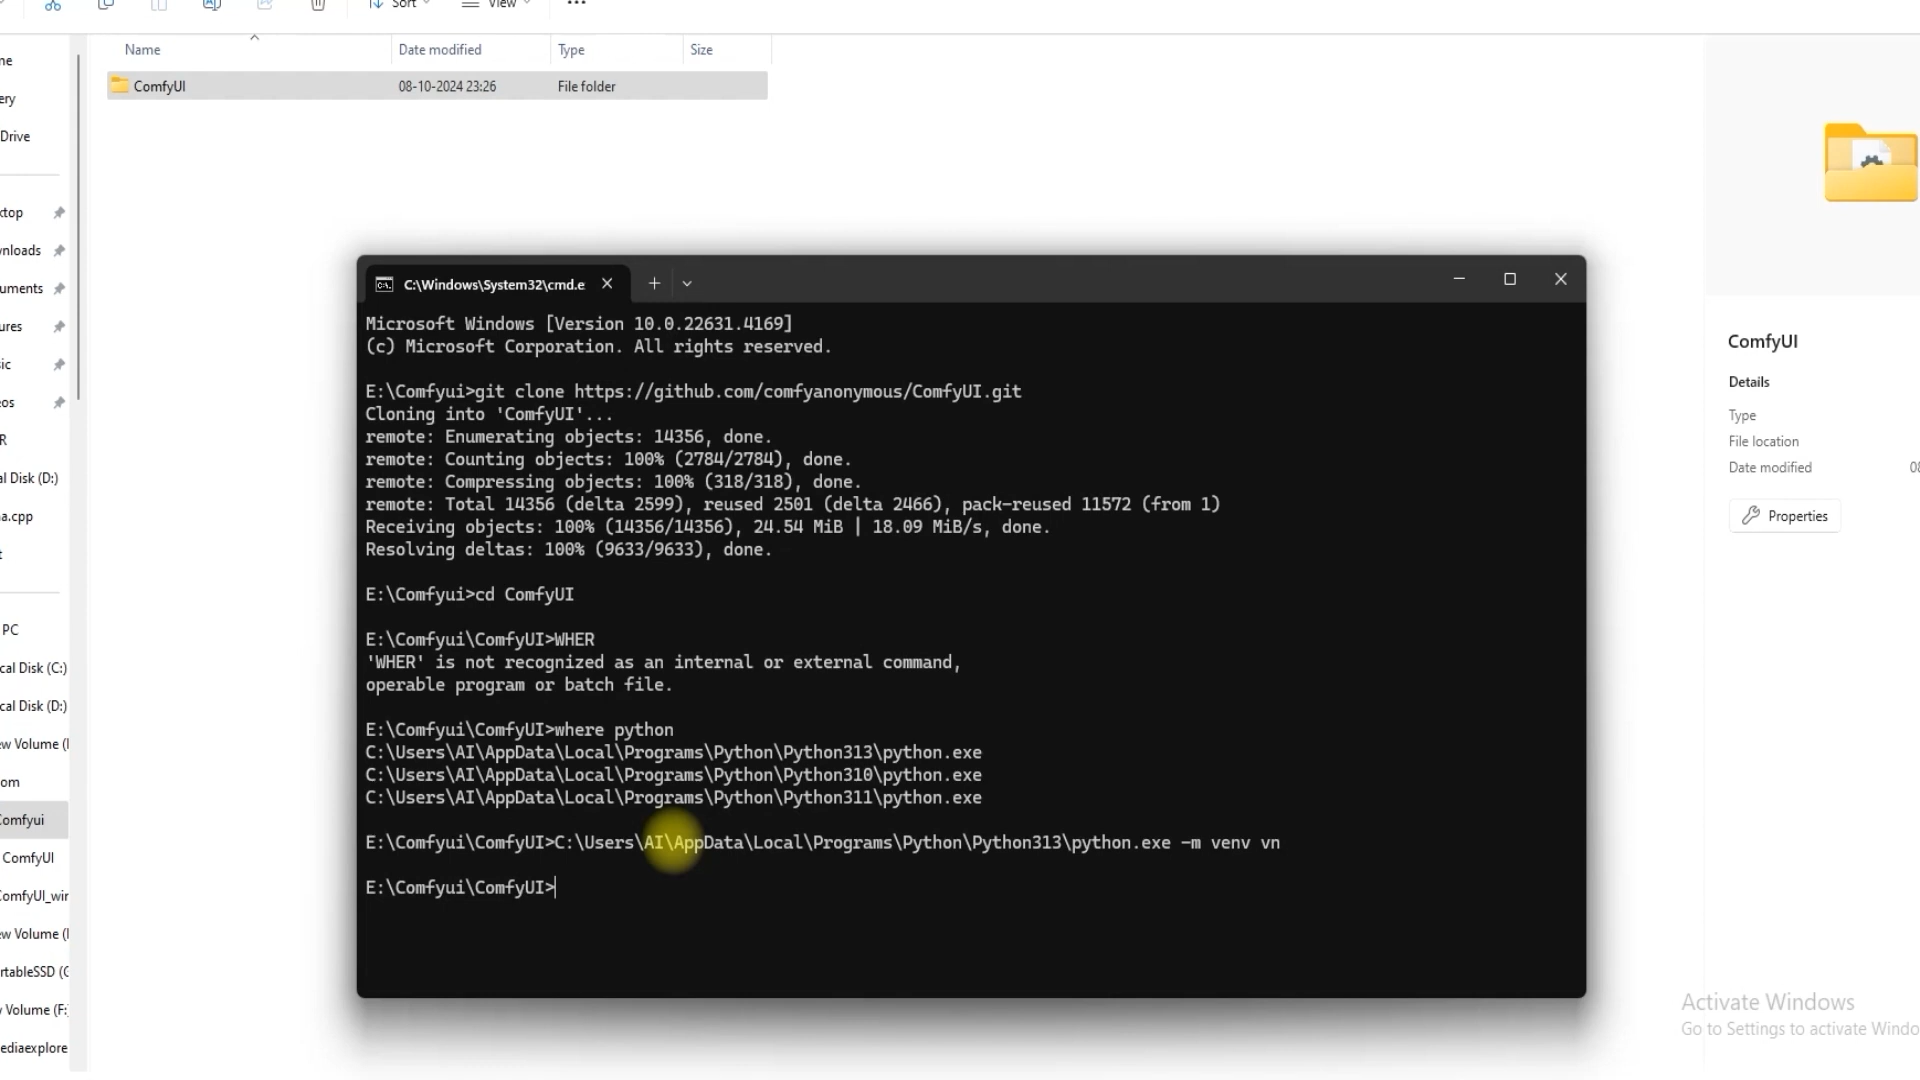 Sort
View
Name
Date modified
Type
Size
ComfyUI
08-10-2024 23:26
File folder
ne
ery
Drive
ktop
wnloads
uments
ures
sic
eos
R
al Disk (D:)
a.cpp
t
PC
cal Disk (C:)
cal Disk (D:)
ew Volume (
om
Comfyui
ComfyUI
ComfyUI_wir
ew Volume (
rtableSSD (G
v Volume (F:
ediaexplore
C:\Windows\System32\cmd.e
Microsoft Windows [Version 10.0.22631.4169]
(c) Microsoft Corporation. All rights reserved.
E:\Comfyui>git clone https://github.com/comfyanonymous/ComfyUI.git
Cloning into 'ComfyUI'...
remote: Enumerating objects: 14356, done.
remote: Counting objects: 100% (2784/2784), done.
remote: Compressing objects: 100% (318/318), done.
remote: Total 14356 (delta 2599), reused 2501 (delta 2466), pack-reused 11572 (from 1)
Receiving objects: 100% (14356/14356), 24.54 MiB | 18.09 MiB/s, done.
Resolving deltas: 100% (9633/9633), done.
E:\Comfyui>cd ComfyUI
E:\Comfyui\ComfyUI>WHER
'WHER' is not recognized as an internal or external command,
operable program or batch file.
E:\Comfyui\ComfyUI>where python
C:\Users\AI\AppData\Local\Programs\Python\Python313\python.exe
C:\Users\AI\AppData\Local\Programs\Python\Python310\python.exe
C:\Users\AI\AppData\Local\Programs\Python\Python311\python.exe
E:\Comfyui\ComfyUI>C:\Users\AI\AppData\Local\Programs\Python\Python313\python.exe -m venv vn
E:\Comfyui\ComfyUI>
ComfyUI
Details
Type
File location
Date modified
08
Properties
Activate Windows
Go to Settings to activate Windo